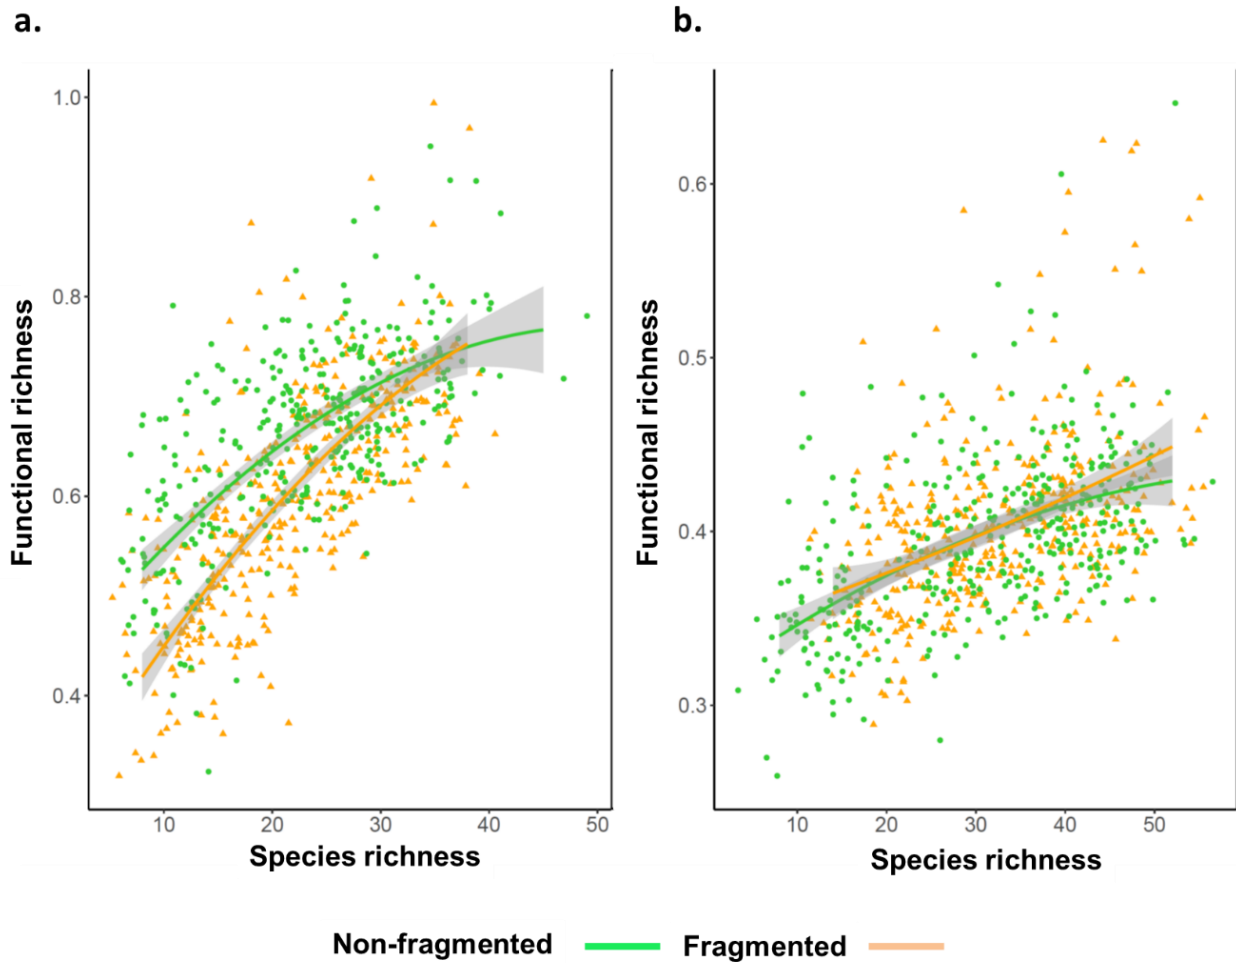 a.
b.
1.0
0.8
0.6
0.4
Functional richness
10 20 30 40 50
Species richness
0.6
0.5
0.4
0.3
Functional richness
10 20 30 40 50
Species richness
Non-fragmented Fragmented